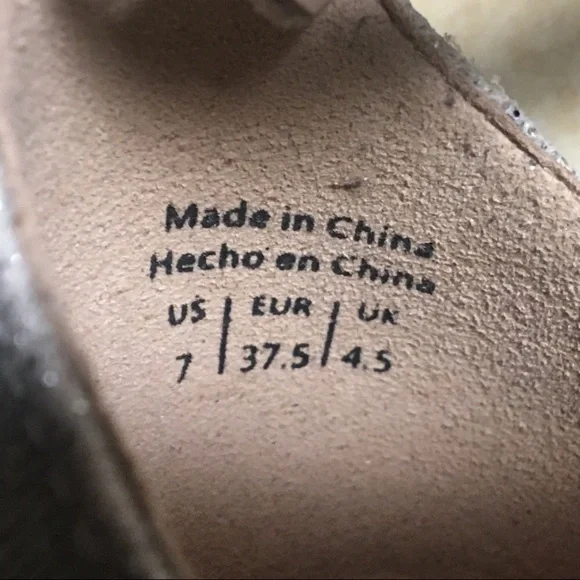 Made in China
Hecho en China
US | EUR | UK
7 | 37.5 | 4.5